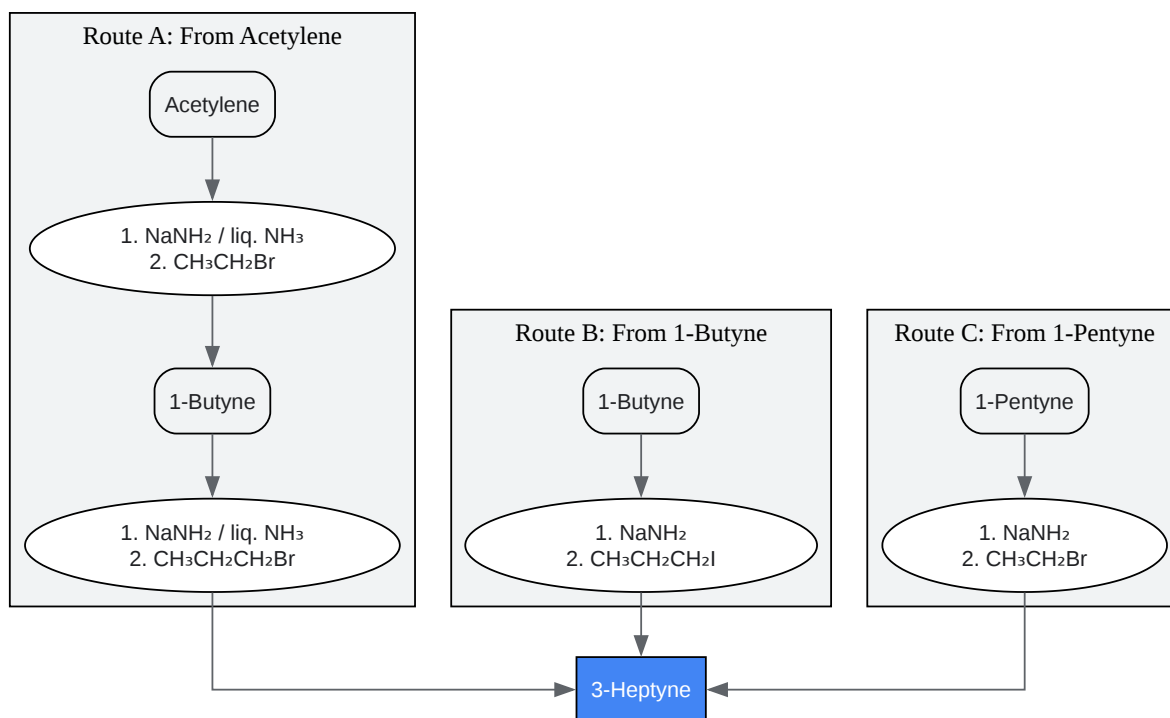 Route A: From Acetylene
Acetylene
1. NaNH₂ / liq. NH₃
2. CH₃CH₂Br
1-Butyne
1. NaNH₂ / liq. NH₃
2. CH₃CH₂CH₂Br
Route B: From 1-Butyne
1-Butyne
1. NaNH₂
2. CH₃CH₂CH₂I
Route C: From 1-Pentyne
1-Pentyne
1. NaNH₂
2. CH₃CH₂Br
3-Heptyne